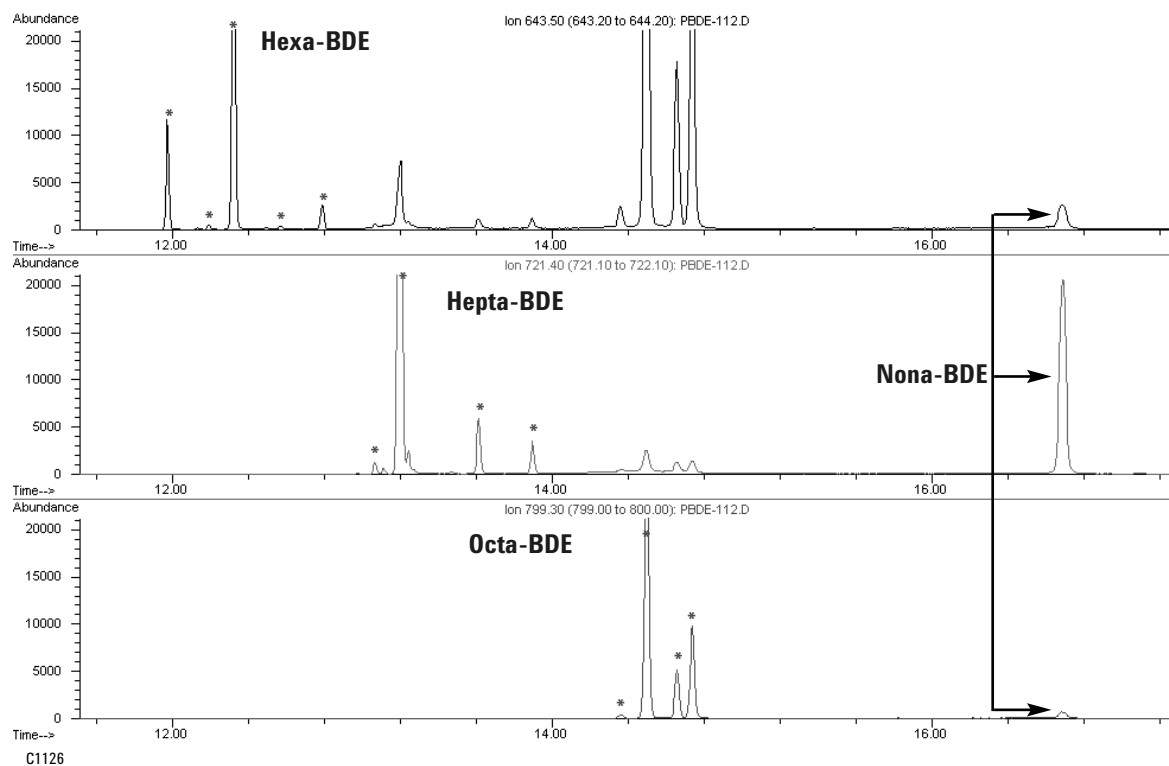 Abundance
Ion 643.50 (643.20 to 644.20): PBDE-112.D
20000
*
Hexa-BDE
15000
*
10000
5000
*
*
*
0
12.00
14.00
16.00
Time-->
Abundance
Ion 721.40 (721.10 to 722.10): PBDE-112.D
20000
*
Hepta-BDE
15000
Nona-BDE
10000
*
5000
*
*
0
12.00
14.00
16.00
Time-->
Abundance
Ion 799.30 (799.00 to 800.00): PBDE-112.D
20000
*
Octa-BDE
15000
10000
*
*
5000
*
0
12.00
14.00
16.00
Time-->
C1126